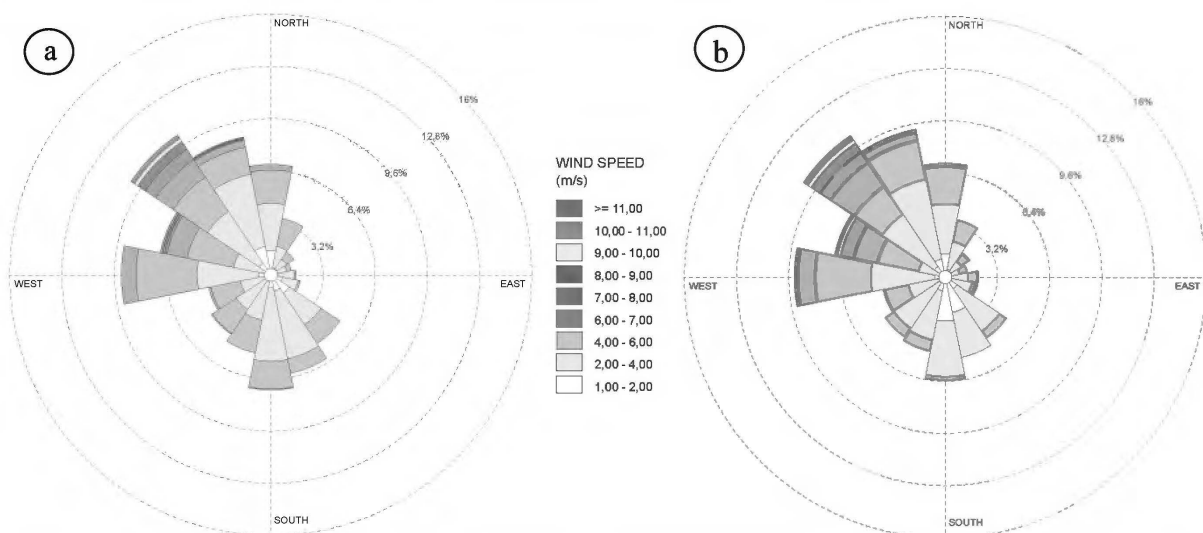 a
NORTH
16%
12,8%
9,6%
6,4%
3,2%
WEST
EAST
SOUTH
WIND SPEED
(m/s)
>= 11,00
10,00 - 11,00
9,00 - 10,00
8,00 - 9,00
7,00 - 8,00
6,00 - 7,00
4,00 - 6,00
2,00 - 4,00
1,00 - 2,00
b
NORTH
16%
12,8%
9,6%
6,4%
3,2%
WEST
EAST
SOUTH